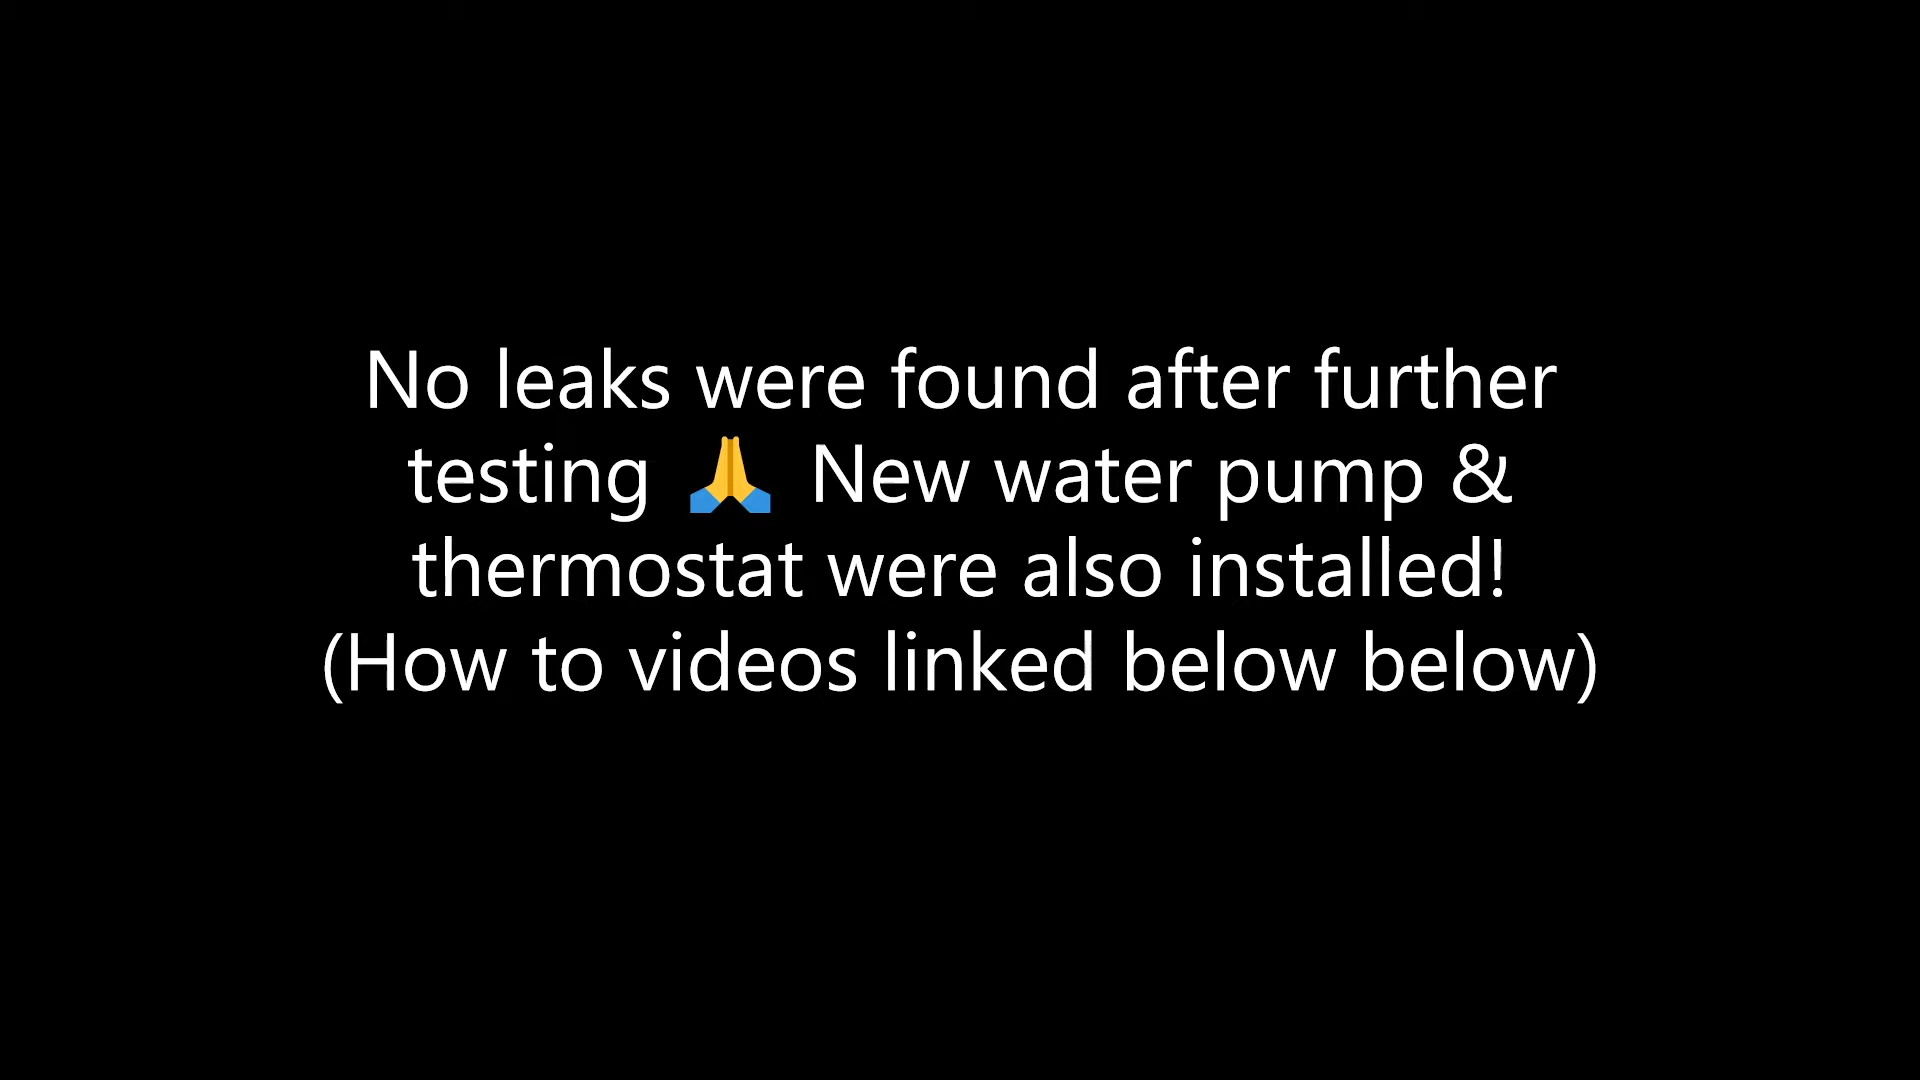 No leaks were found after further
testing 🙏 New water pump &
thermostat were also installed!
(How to videos linked below below)